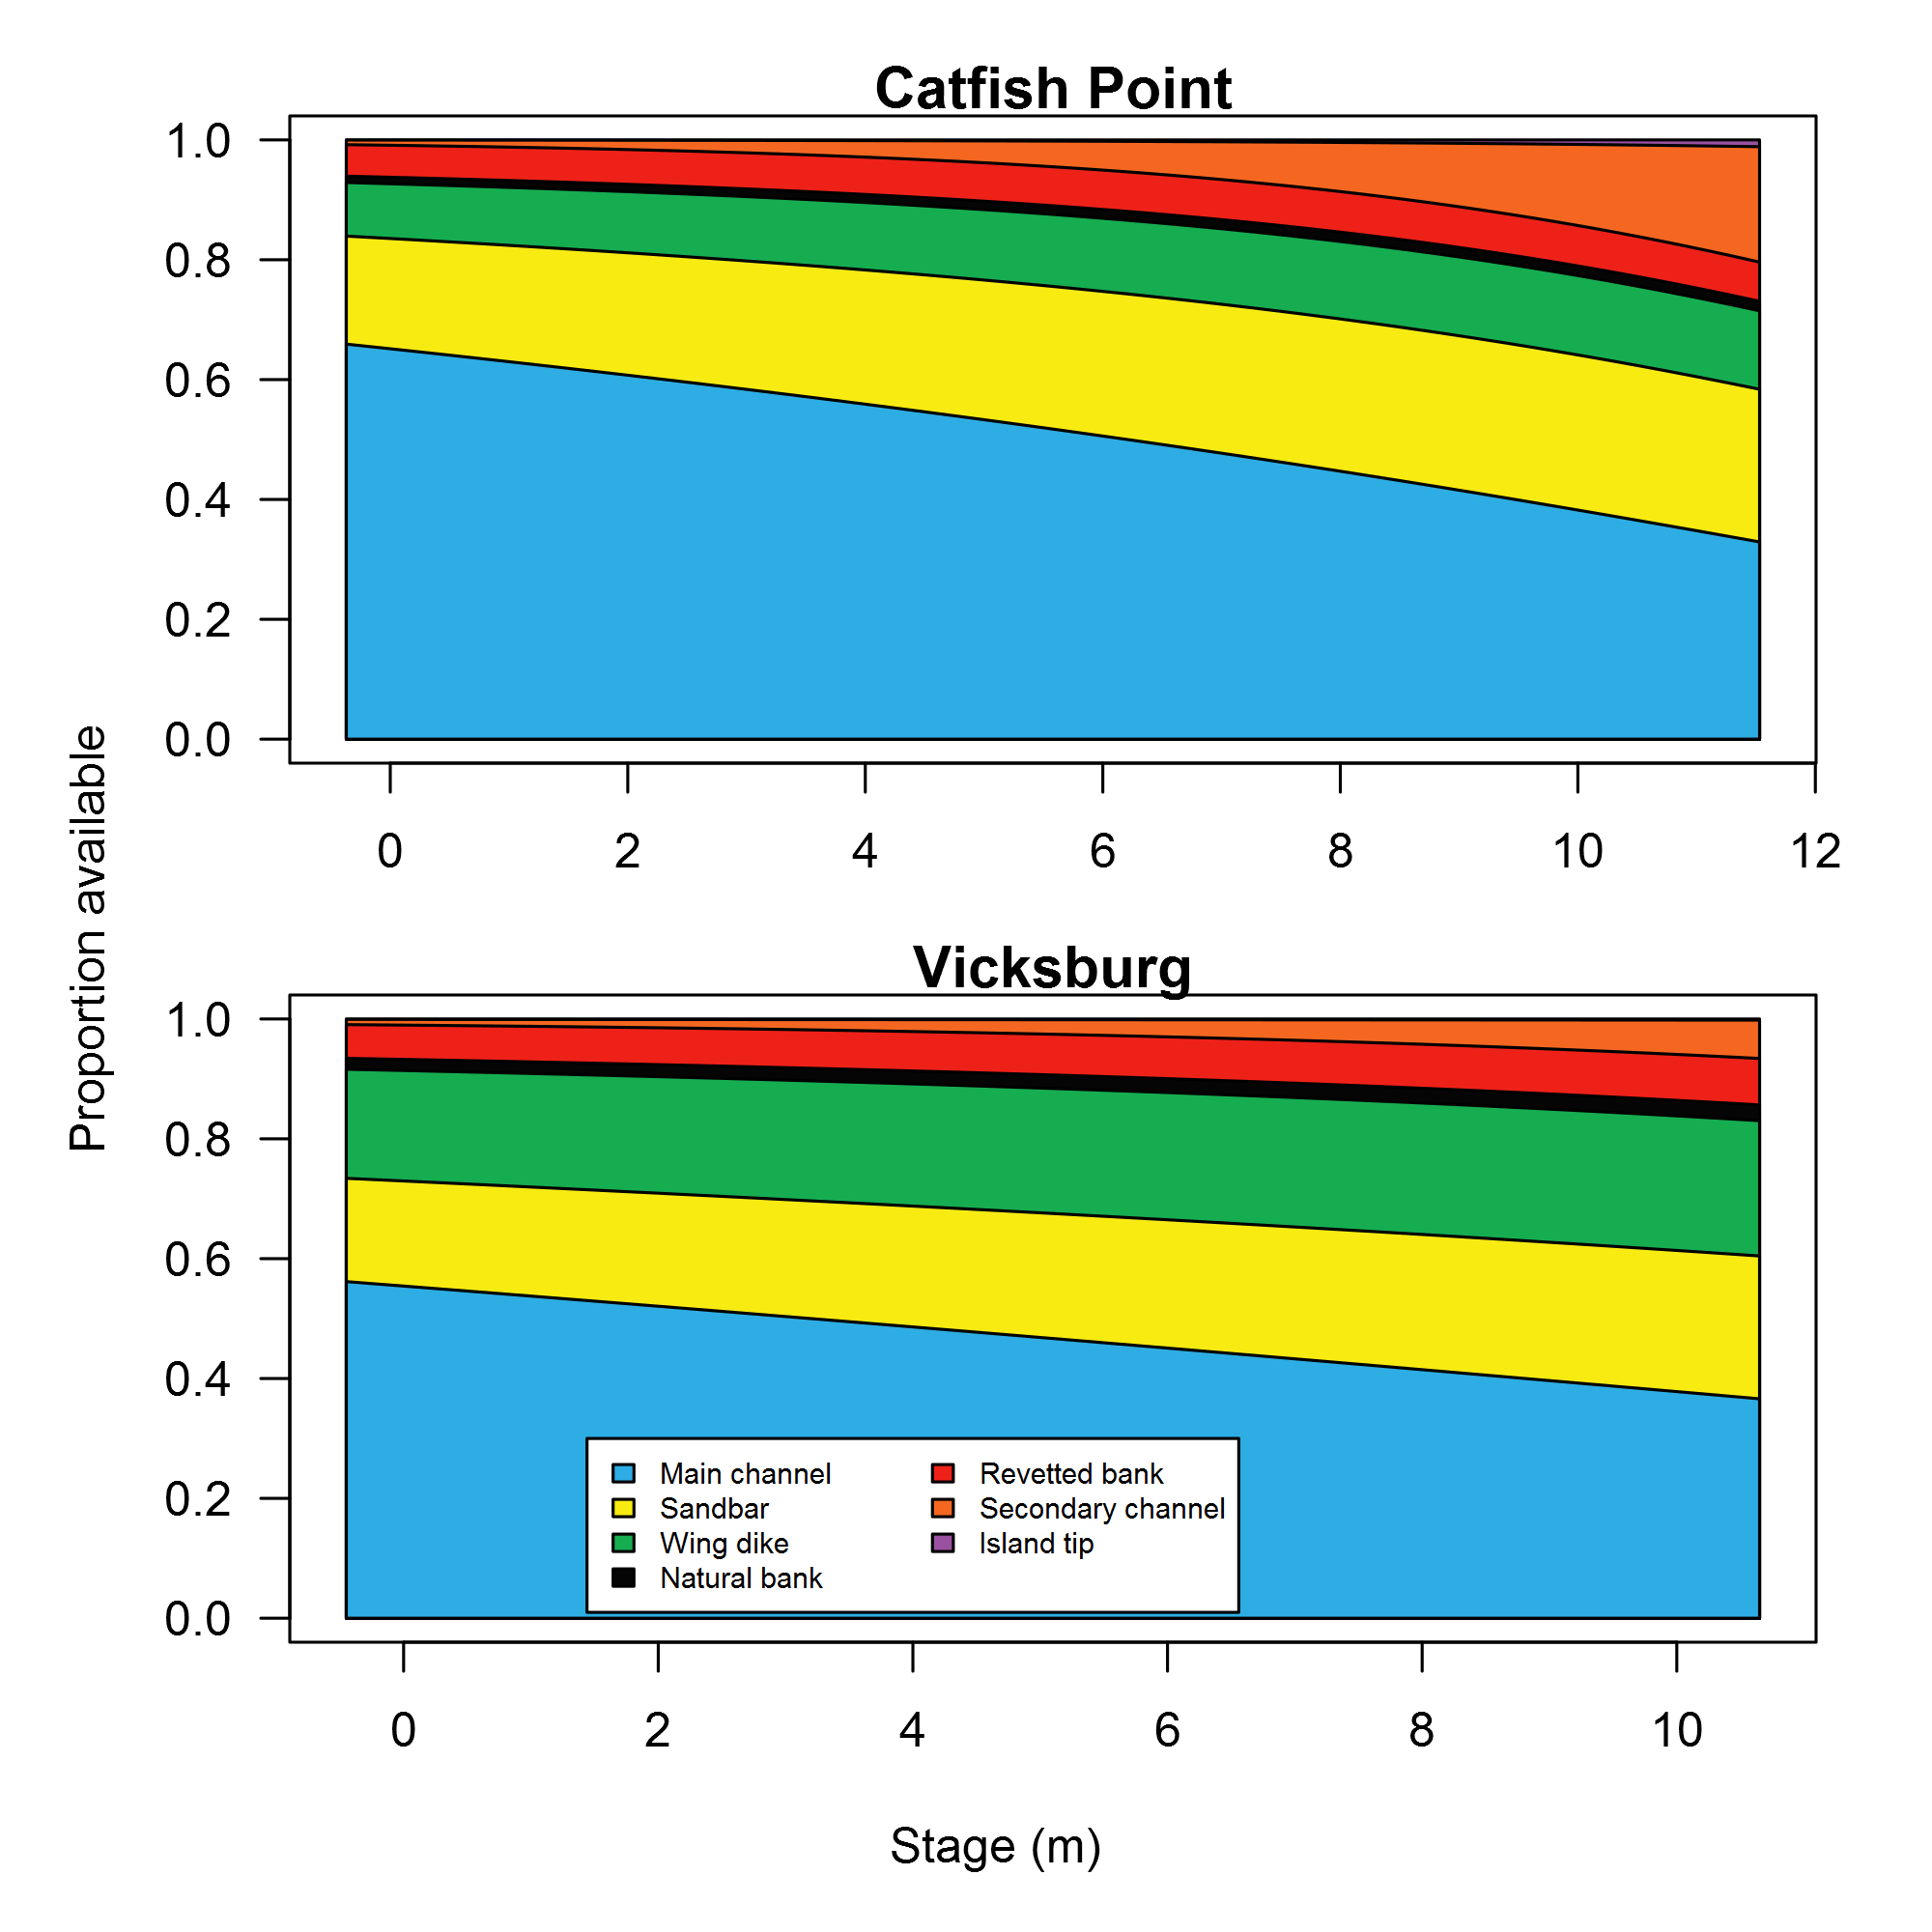 Catfish Point
1.0
0.8
0.6
0.4
0.2
0.0
0 2 4 6 8 10 12
Proportion available
Vicksburg
1.0
0.8
0.6
0.4
0.2
0.0
Main channel
Sandbar
Wing dike
Natural bank
Revetted bank
Secondary channel
Island tip
0 2 4 6 8 10
Stage (m)